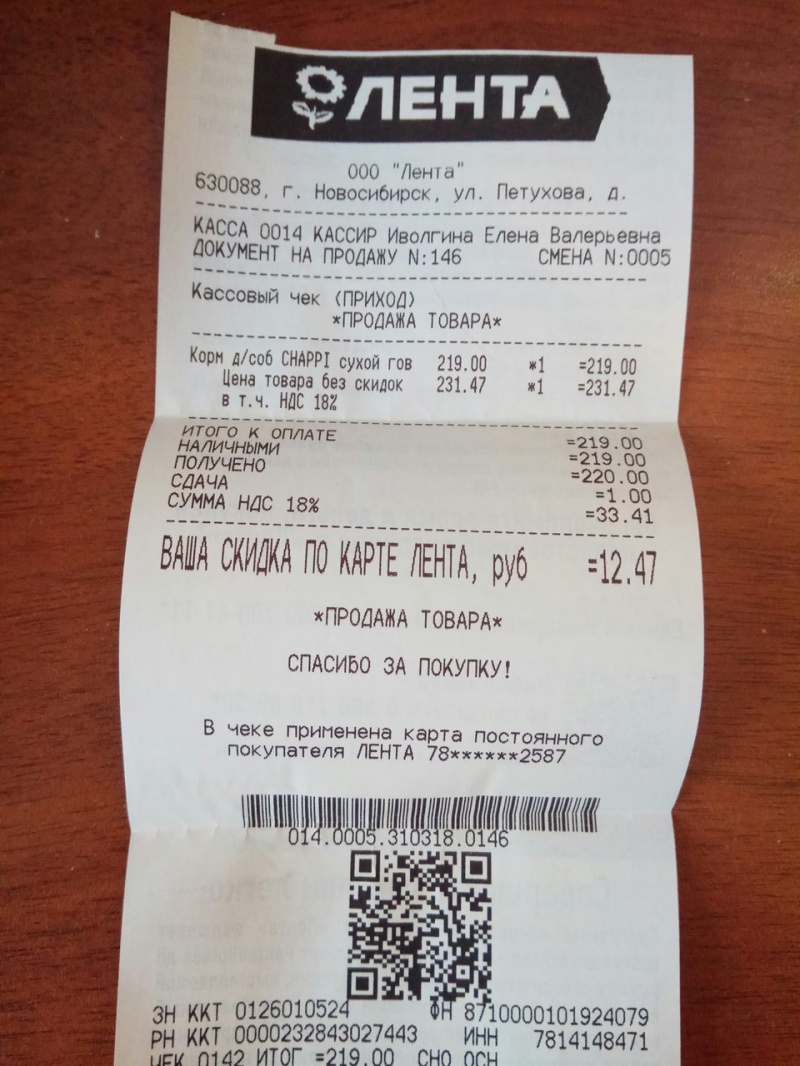 ЛЕНТА
ООО "Лента"
630088, г. Новосибирск, ул. Петухова, д.
КАССА 0014 КАССИР Иволгина Елена Валерьевна
ДОКУМЕНТ НА ПРОДАЖУ N:146 СМЕНА N:0005
Кассовый чек (ПРИХОД)
*ПРОДАЖА ТОВАРА*
Корм д/соб CHAPPI сухой гов 219.00 *1 =219.00
Цена товара без скидок 231.47 *1 =231.47
в т.ч. НДС 18%
ИТОГО К ОПЛАТЕ =219.00
НАЛИЧНЫМИ =219.00
ПОЛУЧЕНО =220.00
СДАЧА =1.00
СУММА НДС 18% =33.41
ВАША СКИДКА ПО КАРТЕ ЛЕНТА, руб =12.47
*ПРОДАЖА ТОВАРА*
СПАСИБО ЗА ПОКУПКУ!
В чеке применена карта постоянного
покупателя ЛЕНТА 78******2587
014.0005.310318.0146
ЗН ККТ 0126010524 ФН 8710000101924079
РН ККТ 0000232843027443 ИНН 7814148471
ЧЕК 0142 ИТОГ =219.00 СНО ОСН